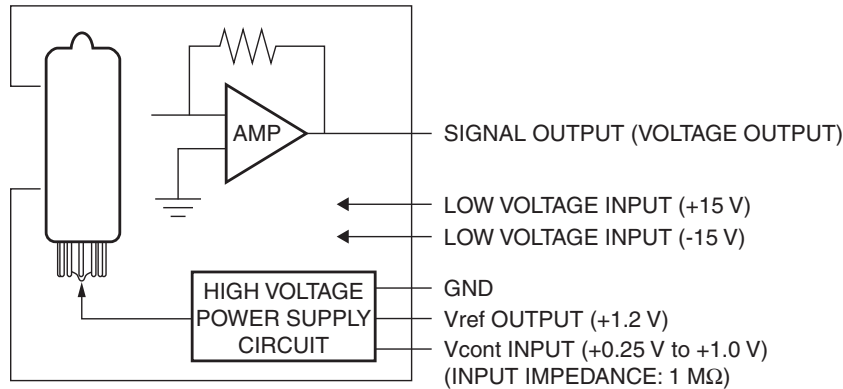 AMP
SIGNAL OUTPUT (VOLTAGE OUTPUT)
LOW VOLTAGE INPUT (+15 V)
LOW VOLTAGE INPUT (-15 V)
HIGH VOLTAGE
POWER SUPPLY
CIRCUIT
GND
Vref OUTPUT (+1.2 V)
Vcont INPUT (+0.25 V to +1.0 V)
(INPUT IMPEDANCE: 1 MΩ)